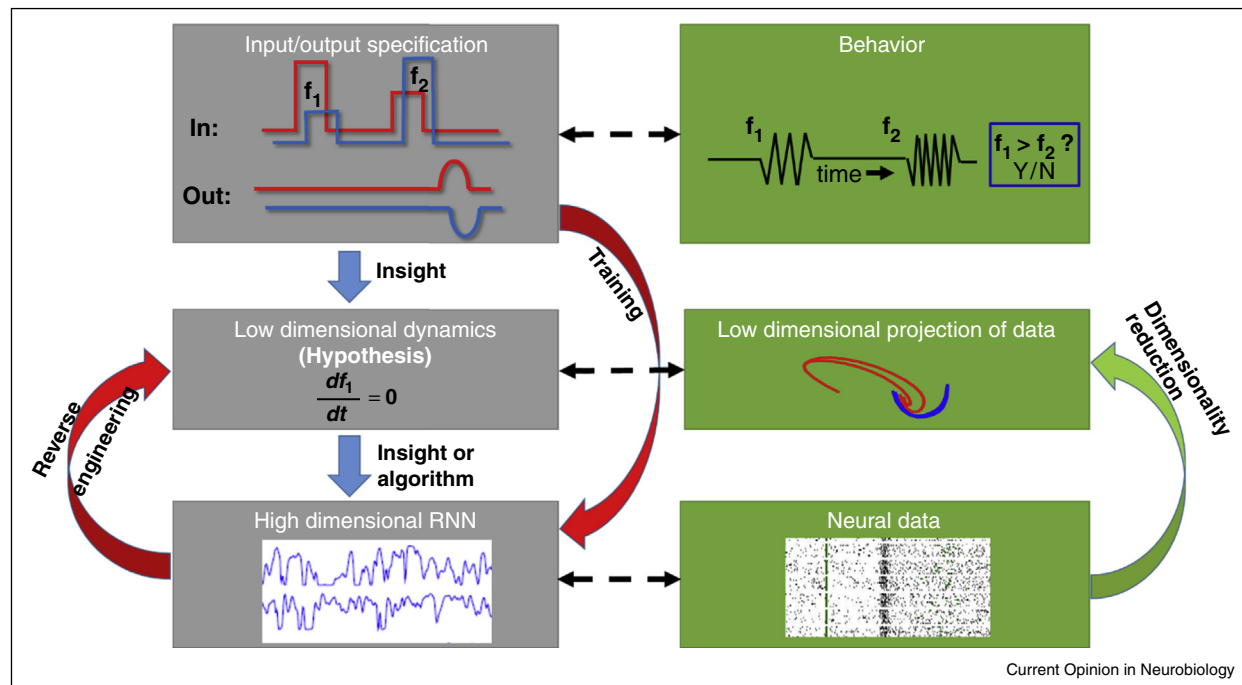 Input/output specification
f1
f2
In:
Out:
Behavior
f1
f2
time
f1 > f2 ?
Y/N
Insight
Training
Low dimensional dynamics
(Hypothesis)
df1
dt
= 0
Low dimensional projection of data
Dimensionality
reduction
Reverse
engineering
Insight or
algorithm
High dimensional RNN
Neural data
Current Opinion in Neurobiology